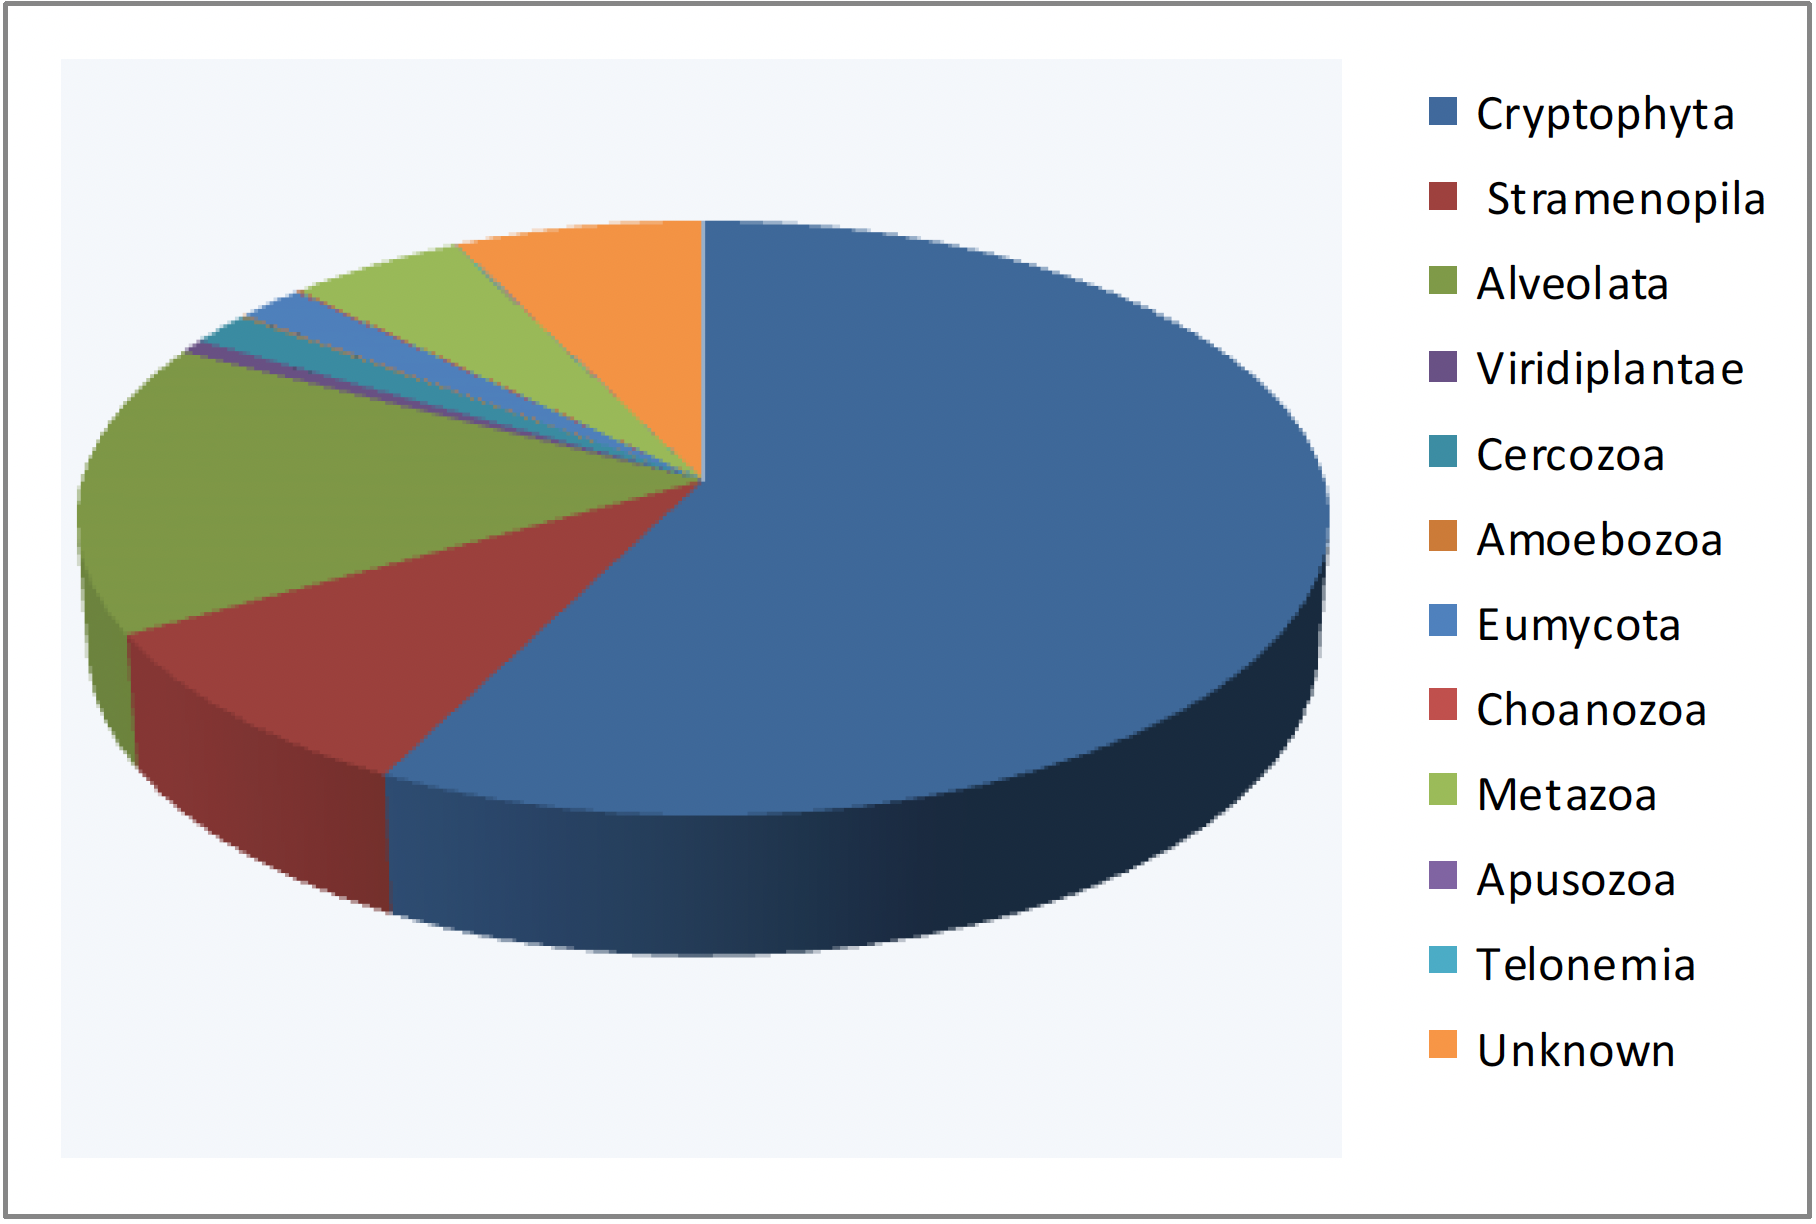 Cryptophyta
Stramenopila
Alveolata
Viridiplantae
Cercozoa
Amoebozoa
Eumycota
Choanozoa
Metazoa
Apusozoa
Telonemia
Unknown